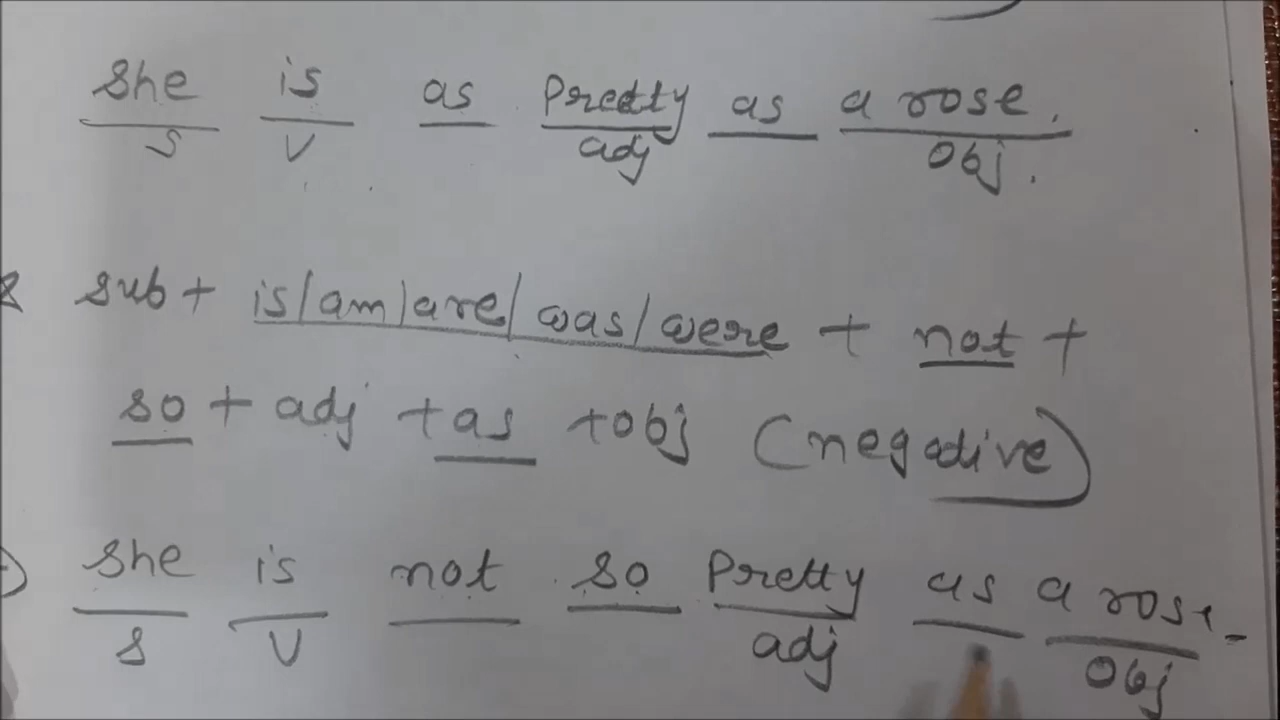 She is as Pretty as a rose.
S V adj Obj.
sub + is/am/are/was/were + not +
so + adj + as + obj (negative)
She is not so Pretty as a rose.
S V adj Obj